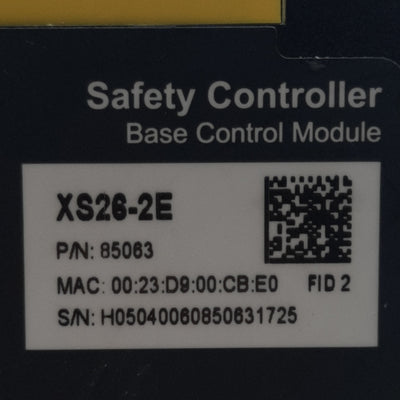 Safety Controller
Base Control Module
XS26-2E
P/N: 85063
MAC: 00:23:D9:00:CB:E0 FID 2
S/N: H05040060850631725